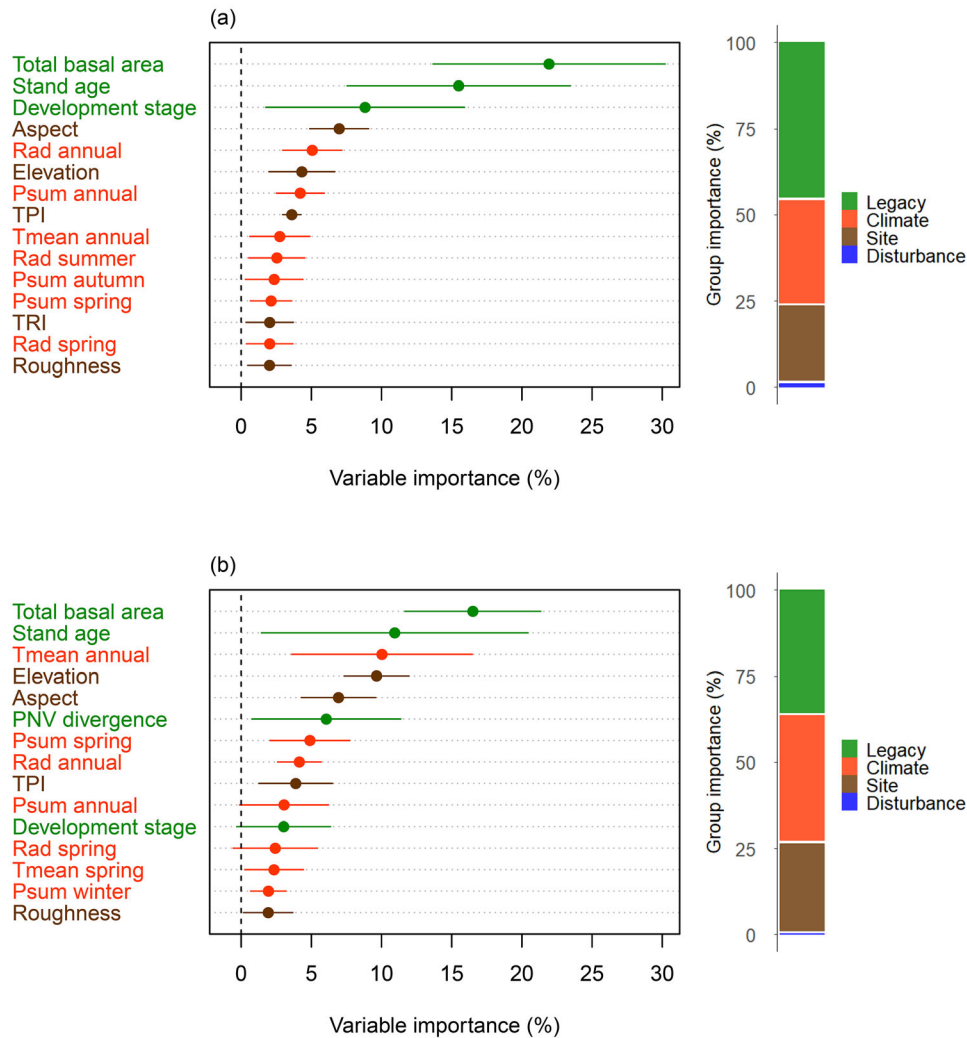 (a)
Total basal area
Stand age
Development stage
Aspect
Rad annual
Elevation
Psum annual
TPI
Tmean annual
Rad summer
Psum autumn
Psum spring
TRI
Rad spring
Roughness
0 5 10 15 20 25 30
Variable importance (%)
Group importance (%)
100
75
50
25
0
Legacy
Climate
Site
Disturbance
(b)
Total basal area
Stand age
Tmean annual
Elevation
Aspect
PNV divergence
Psum spring
Rad annual
TPI
Psum annual
Development stage
Rad spring
Tmean spring
Psum winter
Roughness
0 5 10 15 20 25 30
Variable importance (%)
Group importance (%)
100
75
50
25
0
Legacy
Climate
Site
Disturbance